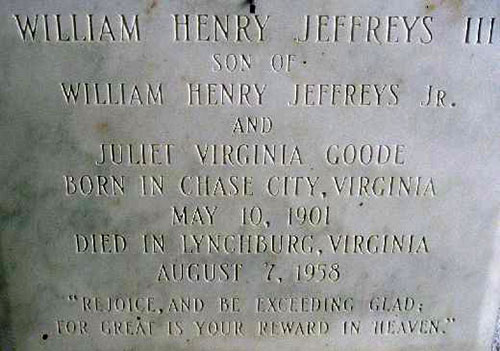 WILLIAM HENRY JEFFREYS III
SON OF
WILLIAM HENRY JEFFREYS JR.
AND
JULIET VIRGINIA GOODE
BORN IN CHASE CITY, VIRGINIA
MAY 10, 1901
DIED IN LYNCHBURG, VIRGINIA
AUGUST 7, 1958
"REJOICE, AND BE EXCEEDING GLAD;
FOR GREAT IS YOUR REWARD IN HEAVEN."